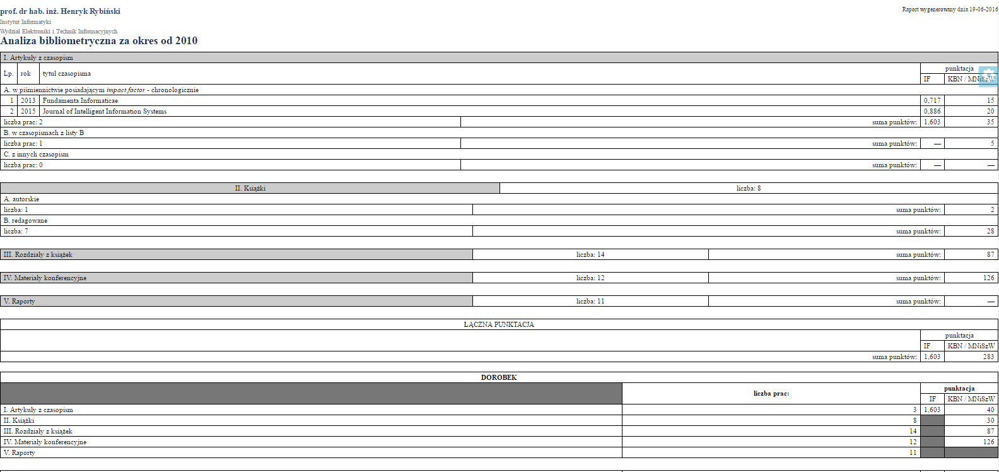 prof. dr hab. inż. Henryk Rybiński
Raport wygenerowany dnia 19-06-2016
Instytut Informatyki
Wydział Elektroniki i Technik Informacyjnych
Analiza bibliometryczna za okres od 2010
I. Artykuły z czasopism
Lp. rok tytuł czasopisma punktacja
IF KBN / MNiSzW
A. w piśmiennictwie posiadającym impact factor - chronologicznie
1 2013 Fundamenta Informaticae 0,717 15
2 2015 Journal of Intelligent Information Systems 0,886 20
liczba prac: 2 suma punktów: 1,603 35
B. w czasopismach z listy B
liczba prac: 1 suma punktów: — 5
C. z innych czasopism
liczba prac: 0 suma punktów: — —
II. Książki liczba: 8
A. autorskie
liczba: 1 suma punktów: 2
B. redagowane
liczba: 7 suma punktów: 28
III. Rozdziały z książek liczba: 14 suma punktów: 87
IV. Materiały konferencyjne liczba: 12 suma punktów: 126
V. Raporty liczba: 11 suma punktów: —
ŁĄCZNA PUNKTACJA
punktacja
IF KBN / MNiSzW
suma punktów: 1,603 283
DOROBEK
liczba prac: punktacja
IF KBN / MNiSzW
I. Artykuły z czasopism 3 1,603 40
II. Książki 8 30
III. Rozdziały z książek 14 87
IV. Materiały konferencyjne 12 126
V. Raporty 11